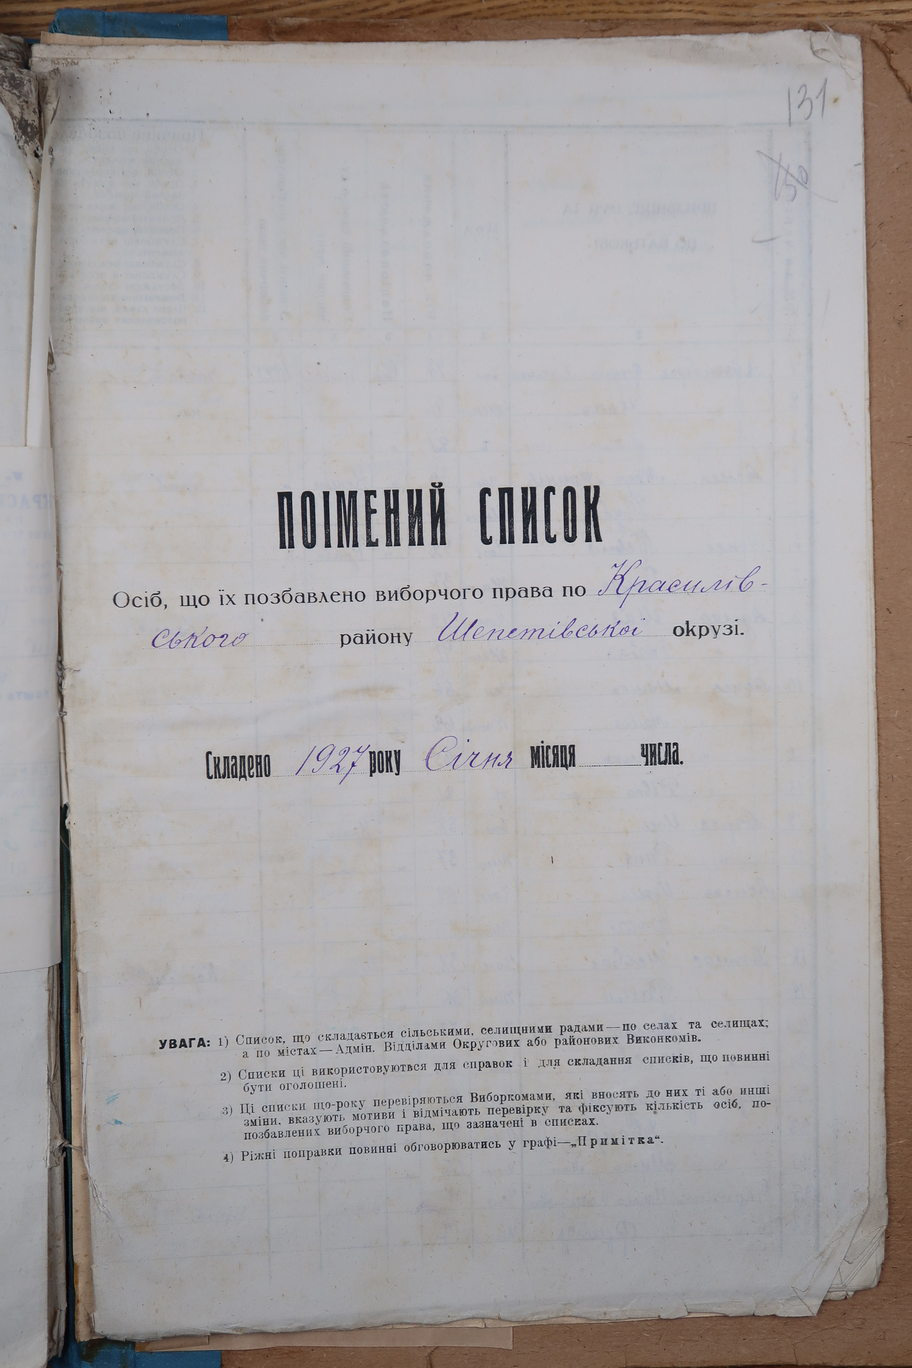 131
150
ПОІМЕНИЙ СПИСОК
Осіб, що їх позбавлено виборчого права по Красилів-
ського району Шепетівської окрузі.
Складено 1927 року Січня місяця числа.
УВАГА: 1) Список, що складається сільськими, селищними радами—по селах та селищах;
а по містах—Адмін. Відділами Округових або районових Виконкомів.
2) Списки ці використовуються для справок і для складання списків, що повинні
бути оголошені.
3) Ці списки що-року перевіряються Виборкомами, які вносять до них ті або инші
зміни, вказують мотиви і відмічають перевірку та фіксують кількість осіб, по-
позбавлених виборчого права, що зазначені в списках.
4) Ріжні поправки повинні обговорюватись у графі—„Примітка“.